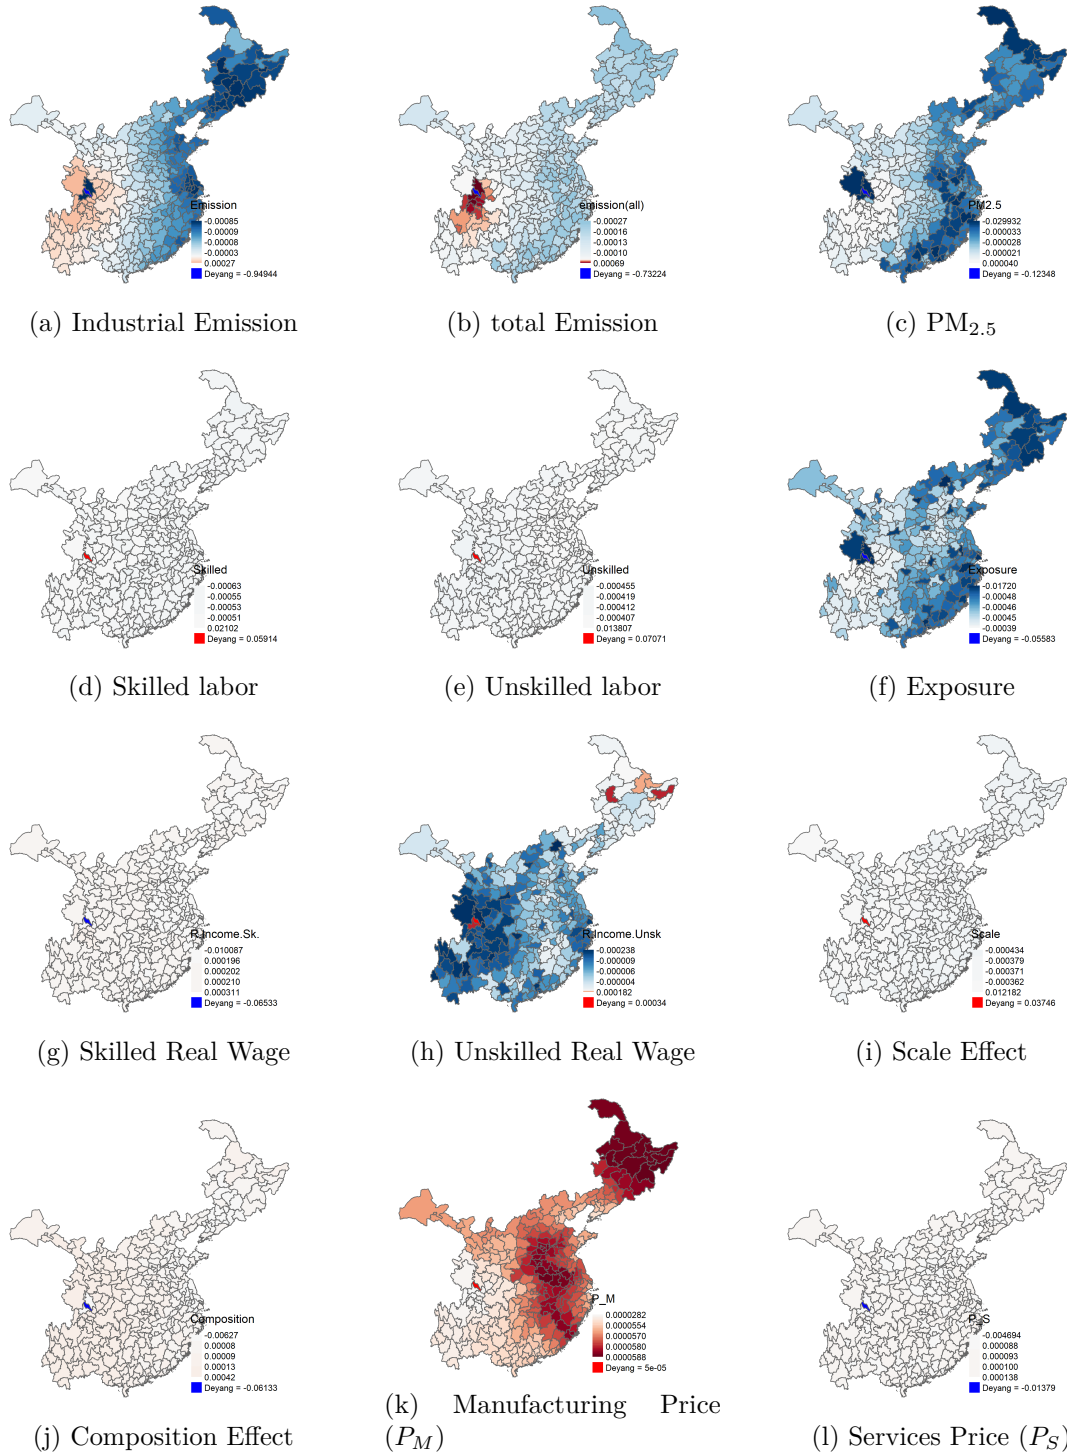 Emission
-0.00085
-0.00009
-0.00008
-0.00003
0.00027
Deyang = -0.94944
emission(all)
-0.00027
-0.00016
-0.00013
-0.00010
0.00069
Deyang = -0.73224
PM2.5
-0.029932
-0.000033
-0.000028
-0.000021
0.000040
Deyang = -0.12348
(a) Industrial Emission
(b) total Emission
(c) PM2.5
Skilled
-0.00063
-0.00055
-0.00053
-0.00051
0.02102
Deyang = 0.05914
Unskilled
-0.000455
-0.000419
-0.000412
-0.000407
0.013807
Deyang = 0.07071
Exposure
-0.01720
-0.00048
-0.00046
-0.00045
-0.00039
Deyang = -0.05583
(d) Skilled labor
(e) Unskilled labor
(f) Exposure
R.Income.Sk.
-0.010087
0.000196
0.000202
0.000210
0.000311
Deyang = -0.06533
R.Income.Unsk
-0.000238
-0.000009
-0.000006
-0.000004
0.000182
Deyang = 0.00034
Scale
-0.000434
-0.000379
-0.000371
-0.000362
0.012182
Deyang = 0.03746
(g) Skilled Real Wage
(h) Unskilled Real Wage
(i) Scale Effect
Composition
-0.00627
0.00008
0.00009
0.00013
0.00042
Deyang = -0.06133
P_M
0.0000282
0.0000554
0.0000570
0.0000580
0.0000588
Deyang = 5e-05
P_S
-0.004694
0.000088
0.000093
0.000100
0.000138
Deyang = -0.01379
(j) Composition Effect
(k) Manufacturing Price
(P_M)
(l) Services Price (P_S)